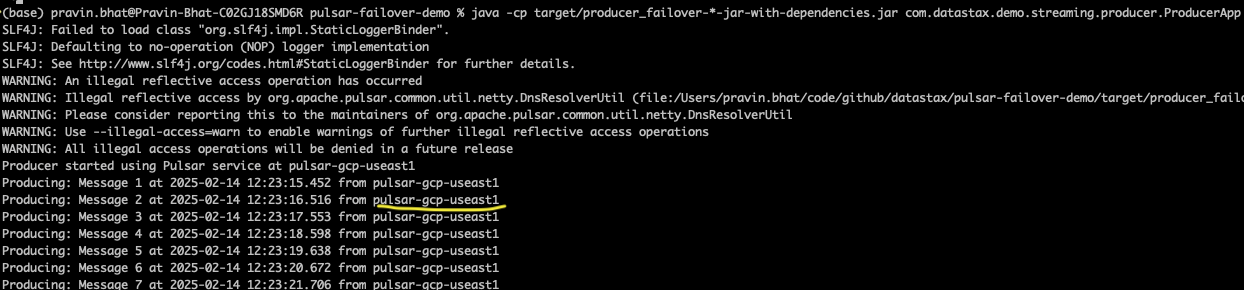 (base) pravin.bhat@Pravin-Bhat-C02GJ18SMD6R pulsar-failover-demo % java -cp target/producer_failover-*-jar-with-dependencies.jar com.datastax.demo.streaming.producer.ProducerApp
SLF4J: Failed to load class "org.slf4j.impl.StaticLoggerBinder".
SLF4J: Defaulting to no-operation (NOP) logger implementation
SLF4J: See http://www.slf4j.org/codes.html#StaticLoggerBinder for further details.
WARNING: An illegal reflective access operation has occurred
WARNING: Illegal reflective access by org.apache.pulsar.common.util.netty.DnsResolverUtil (file:/Users/pravin.bhat/code/github/datastax/pulsar-failover-demo/target/producer_failo
WARNING: Please consider reporting this to the maintainers of org.apache.pulsar.common.util.netty.DnsResolverUtil
WARNING: Use --illegal-access=warn to enable warnings of further illegal reflective access operations
WARNING: All illegal access operations will be denied in a future release
Producer started using Pulsar service at pulsar-gcp-useast1
Producing: Message 1 at 2025-02-14 12:23:15.452 from pulsar-gcp-useast1
Producing: Message 2 at 2025-02-14 12:23:16.516 from pulsar-gcp-useast1
Producing: Message 3 at 2025-02-14 12:23:17.553 from pulsar-gcp-useast1
Producing: Message 4 at 2025-02-14 12:23:18.598 from pulsar-gcp-useast1
Producing: Message 5 at 2025-02-14 12:23:19.638 from pulsar-gcp-useast1
Producing: Message 6 at 2025-02-14 12:23:20.672 from pulsar-gcp-useast1
Producing: Message 7 at 2025-02-14 12:23:21.706 from pulsar-gcp-useast1